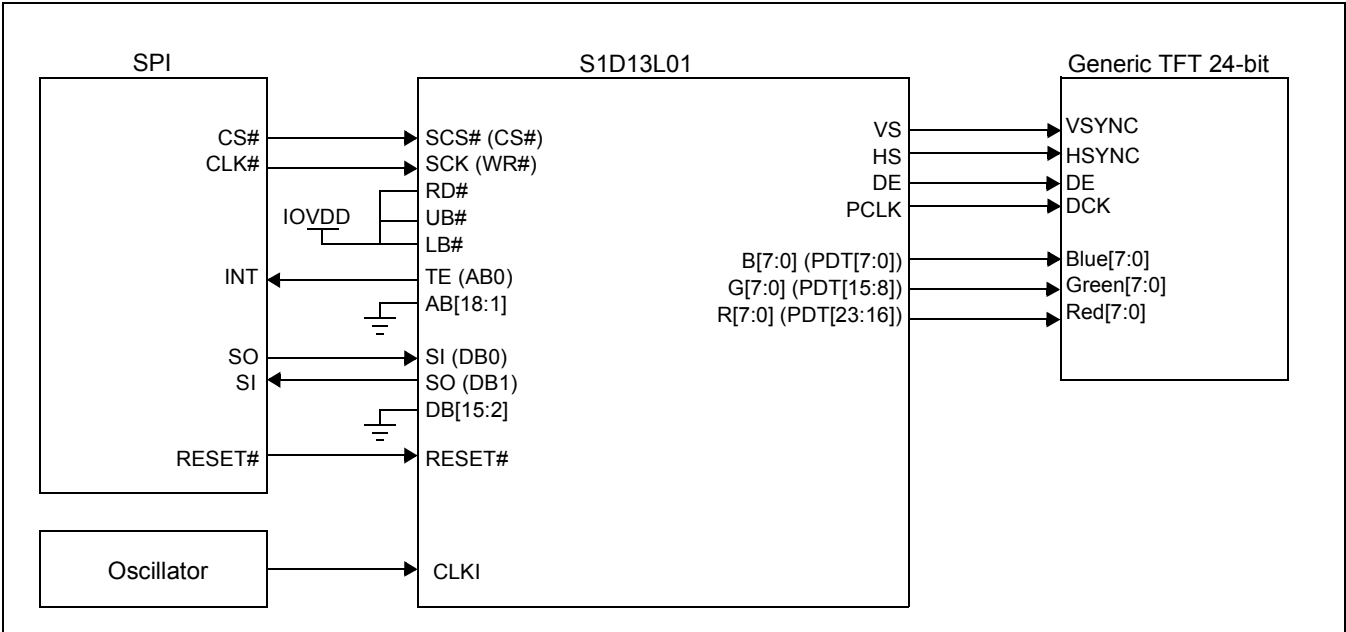 SPI
S1D13L01
Generic TFT 24-bit
CS#
CLK#
IOVDD
INT
SO
SI
RESET#
SCS# (CS#)
SCK (WR#)
RD#
UB#
LB#
TE (AB0)
AB[18:1]
SI (DB0)
SO (DB1)
DB[15:2]
RESET#
CLKI
VS
HS
DE
PCLK
B[7:0] (PDT[7:0])
G[7:0] (PDT[15:8])
R[7:0] (PDT[23:16])
VSYNC
HSYNC
DE
DCK
Blue[7:0]
Green[7:0]
Red[7:0]
Oscillator